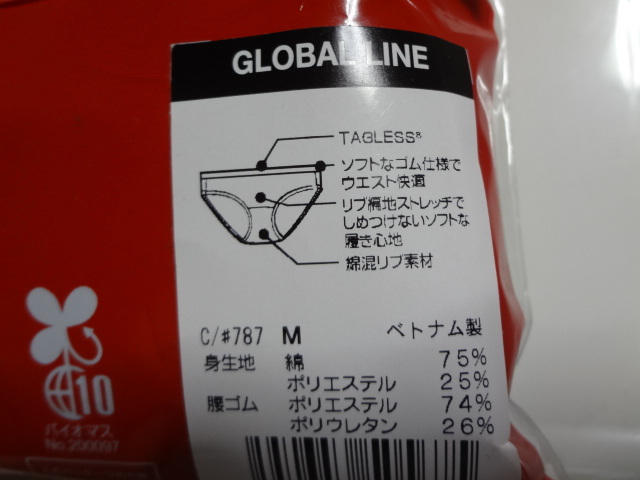 GLOBAL LINE
TAGLESS®
ソフトなゴム仕様で
ウエスト快適
リブ編地ストレッチで
しめつけないソフトな
履き心地
綿混リブ素材
C/#787 M ベトナム製
身生地 綿 75%
ポリエステル 25%
腰ゴム ポリエステル 74%
ポリウレタン 26%
10
バイオマス
No.200097